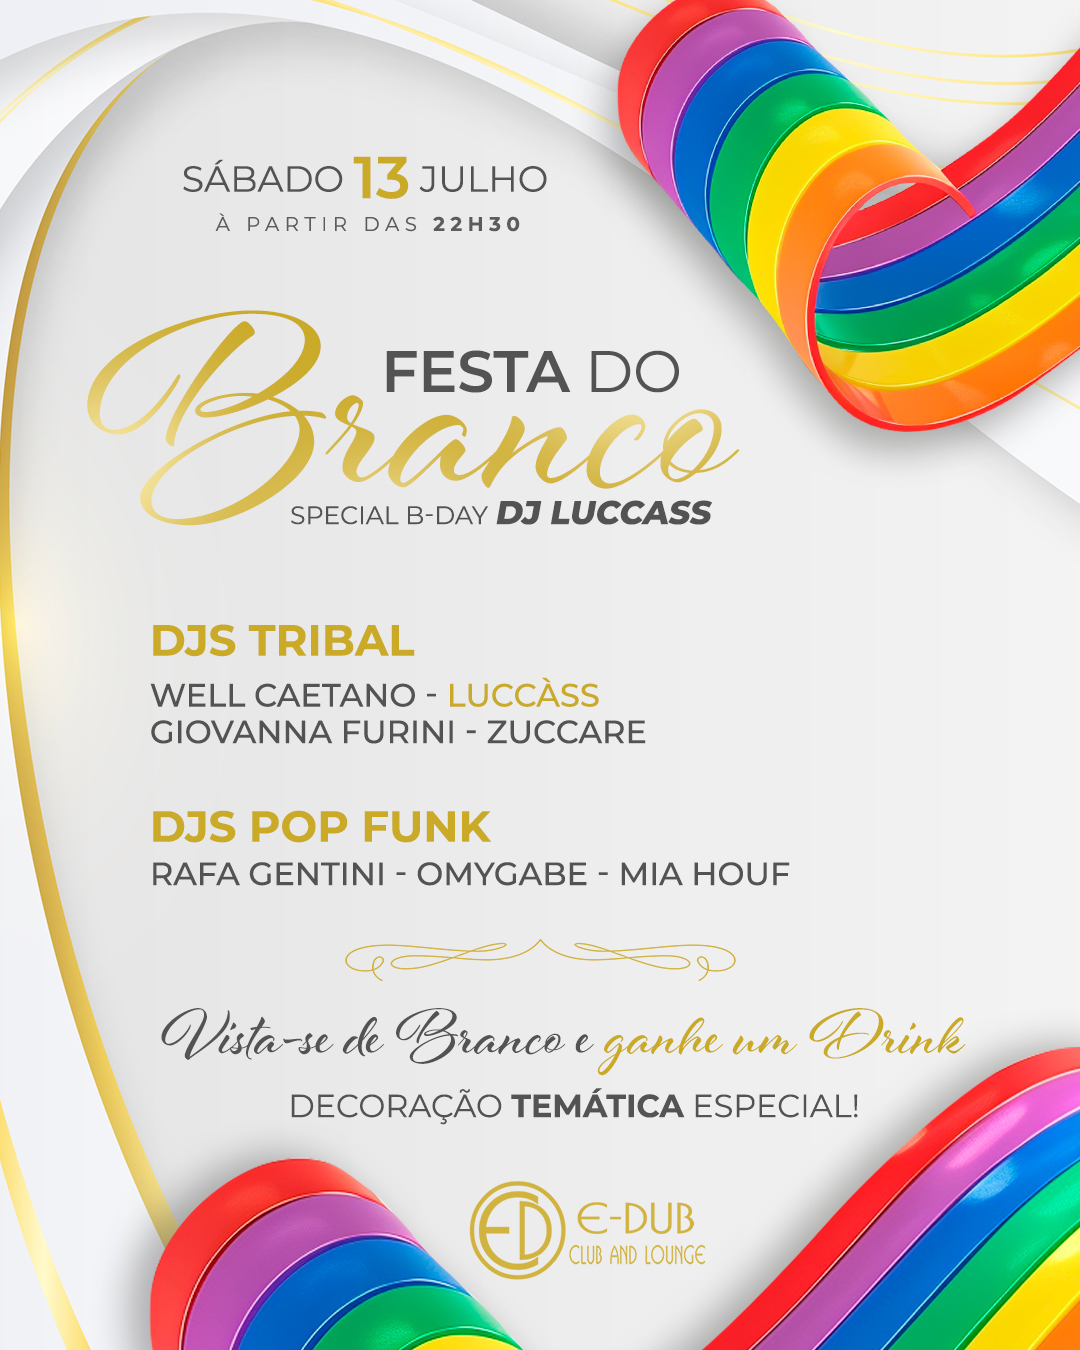 SÁBADO 13 JULHO
À PARTIR DAS 22H30
FESTA DO
Branco
SPECIAL B-DAY DJ LUCCASS
DJS TRIBAL
WELL CAETANO - LUCCÀSS
GIOVANNA FURINI - ZUCCARE
DJS POP FUNK
RAFA GENTINI - OMYGABE - MIA HOUF
Vista-se de Branco e ganhe um Drink
DECORAÇÃO TEMÁTICA ESPECIAL!
ED E-DUB
CLUB AND LOUNGE